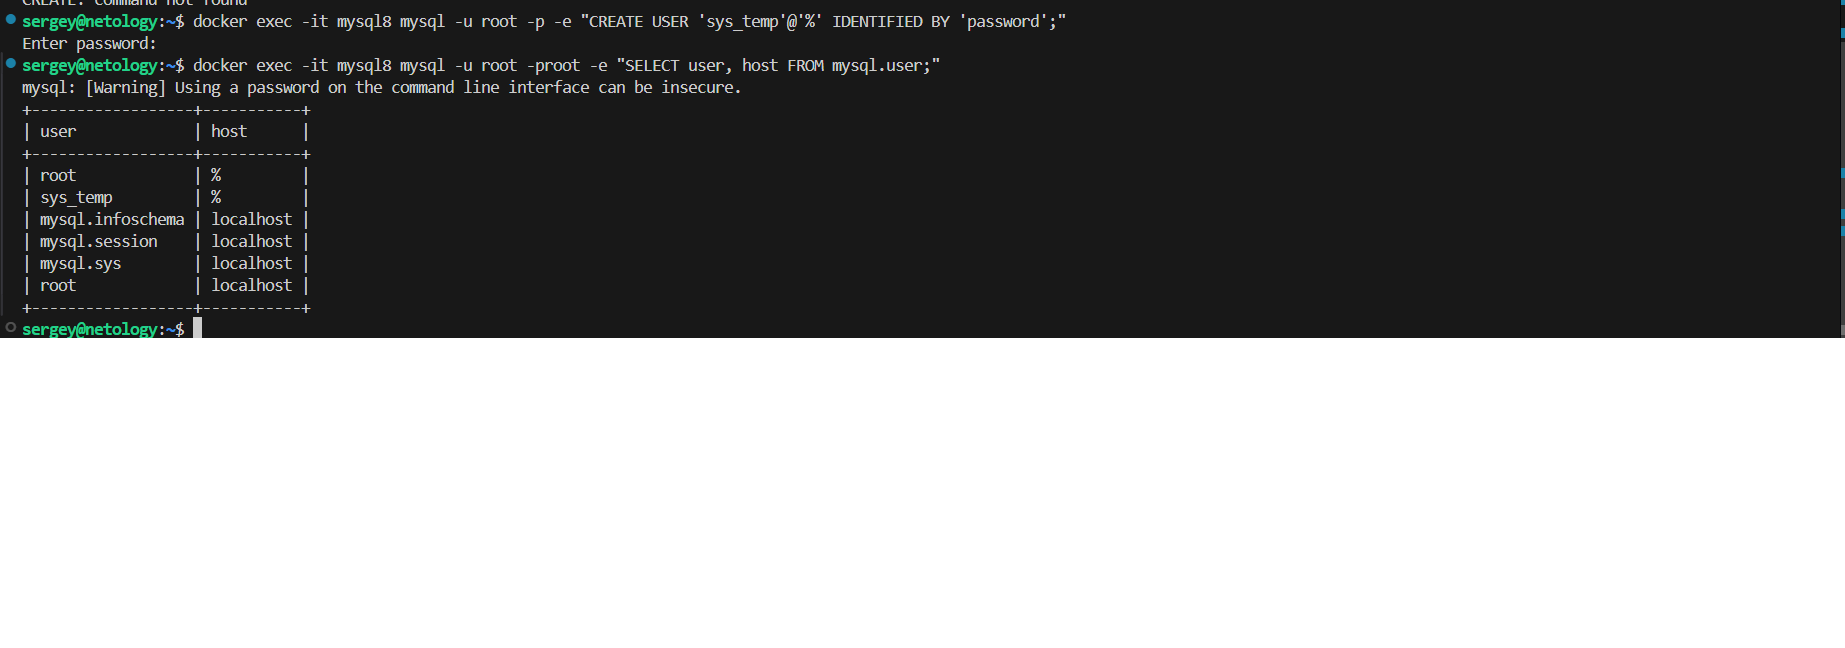 CREATE: command not found
sergey@netology:~$ docker exec -it mysql8 mysql -u root -p -e "CREATE USER 'sys_temp'@'%' IDENTIFIED BY 'password';"
Enter password:
sergey@netology:~$ docker exec -it mysql8 mysql -u root -proot -e "SELECT user, host FROM mysql.user;"
mysql: [Warning] Using a password on the command line interface can be insecure.
+------------------+-----------+
| user             | host      |
+------------------+-----------+
| root             | %         |
| sys_temp         | %         |
| mysql.infoschema | localhost |
| mysql.session    | localhost |
| mysql.sys        | localhost |
| root             | localhost |
+------------------+-----------+
sergey@netology:~$